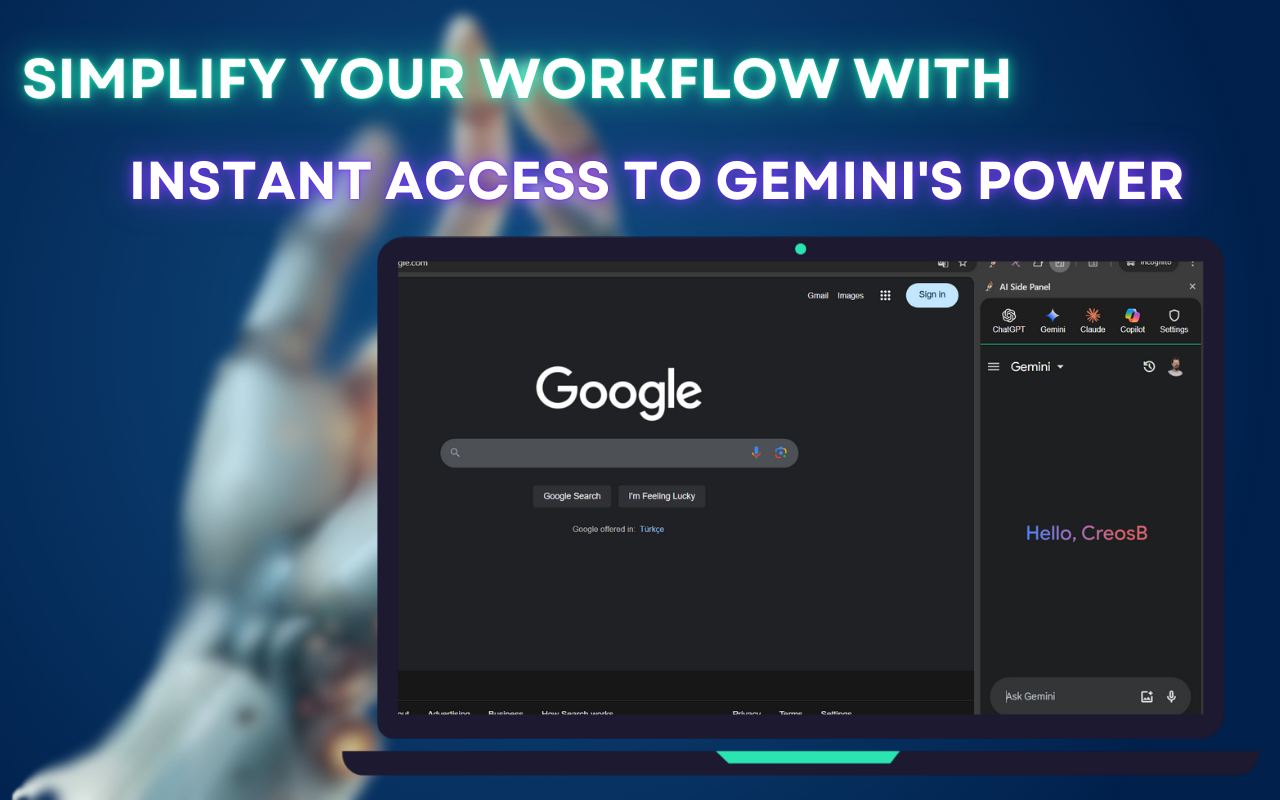 SIMPLIFY YOUR WORKFLOW WITH
INSTANT ACCESS TO GEMINI'S POWER
gle.com
Incognito
AI Side Panel
Gmail Images Sign in
ChatGPT Gemini Claude Copilot Settings
Gemini
Google
Google Search I'm Feeling Lucky
Google offered in: Türkçe
Hello, CreosB
Ask Gemini
Advertising Business How Search works Privacy Terms Settings